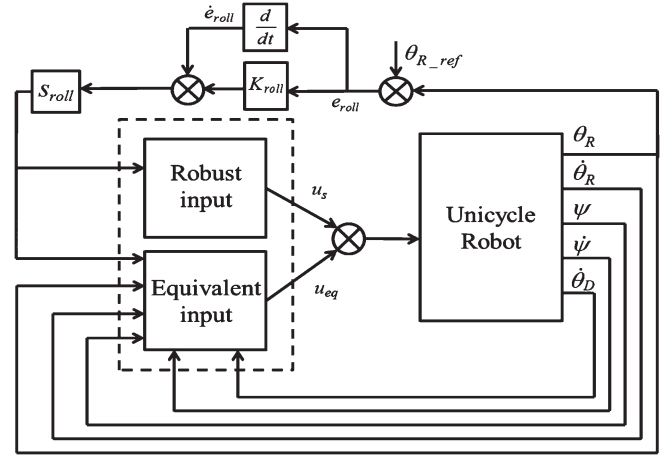 ė_roll
d/dt
θ_R_ref
s_roll
K_roll
e_roll
Robust
input
u_s
Unicycle
Robot
θ_R
θ̇_R
ψ
ψ̇
θ̇_D
Equivalent
input
u_eq